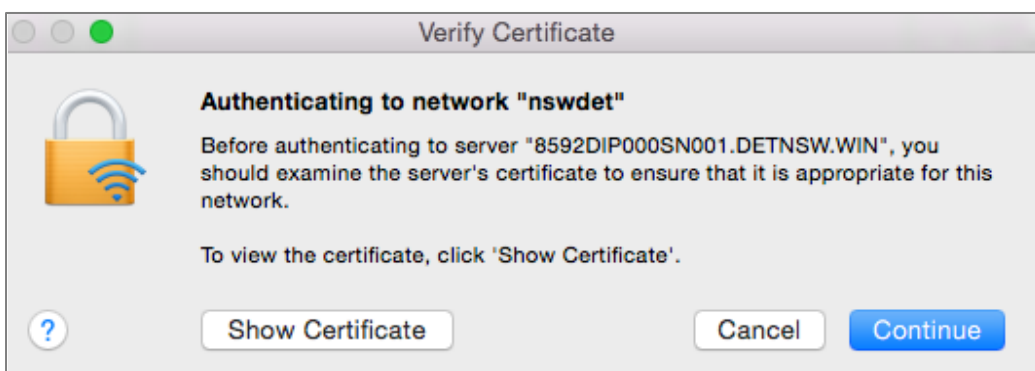 Verify Certificate
Authenticating to network "nswdet"
Before authenticating to server "8592DIP000SN001.DETNSW.WIN", you
should examine the server's certificate to ensure that it is appropriate for this
network.
To view the certificate, click 'Show Certificate'.
?
Show Certificate
Cancel
Continue